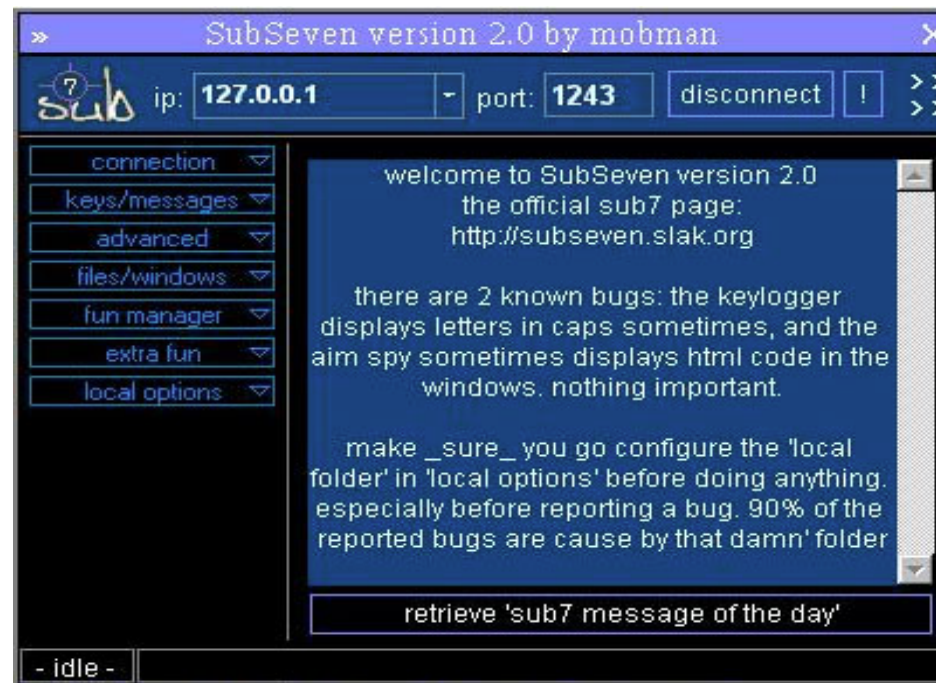 » SubSeven version 2.0 by mobman
sub 7 ip: 127.0.0.1 port: 1243 disconnect !
connection
keys/messages
advanced
files/windows
fun manager
extra fun
local options
welcome to SubSeven version 2.0
the official sub7 page:
http://subseven.slak.org
there are 2 known bugs: the keylogger
displays letters in caps sometimes, and the
aim spy sometimes displays html code in the
windows. nothing important.
make _sure_ you go configure the 'local
folder' in 'local options' before doing anything.
especially before reporting a bug. 90% of the
reported bugs are cause by that damn' folder
retrieve 'sub7 message of the day'
- idle -